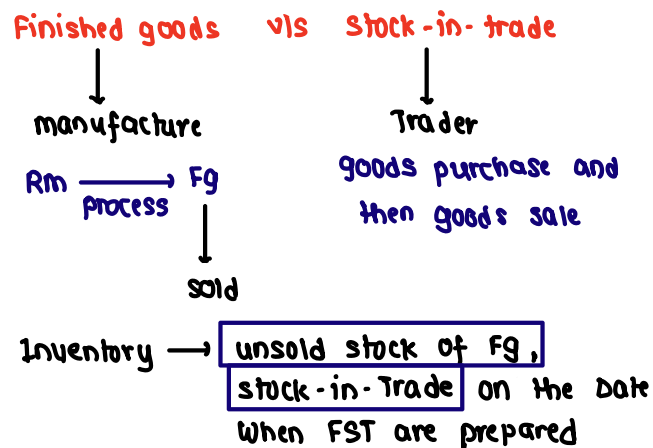 Finished goods v/s stock-in-trade
manufacture Trader
Rm process Fg
goods purchase and
then goods sale
sold
Inventory → unsold stock of Fg,
stock-in-Trade on the Date
when FST are prepared